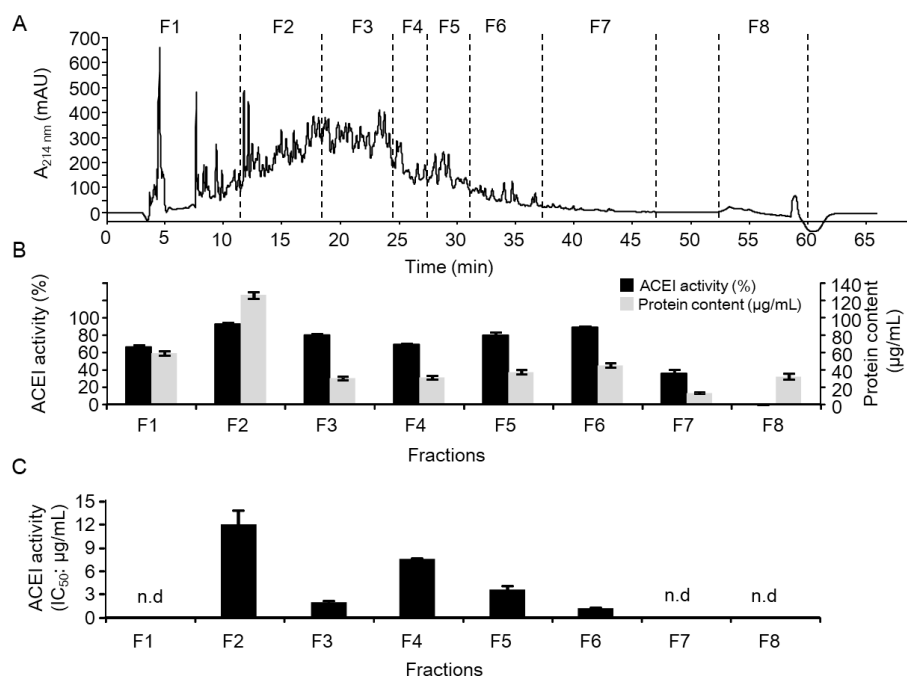 A
F1 F2 F3 F4 F5 F6 F7 F8
700
600
500
400
300
200
100
0
A214 nm (mAU)
0 5 10 15 20 25 30 35 40 45 50 55 60 65
Time (min)
B
ACEI activity (%)
100
80
60
40
20
0
ACEI activity (%)
Protein content (µg/mL)
140
120
100
80
60
40
20
0
Protein content
(µg/mL)
F1 F2 F3 F4 F5 F6 F7 F8
Fractions
C
ACEI activity
(IC50: µg/mL)
15
12
9
6
3
0
n.d n.d n.d
F1 F2 F3 F4 F5 F6 F7 F8
Fractions